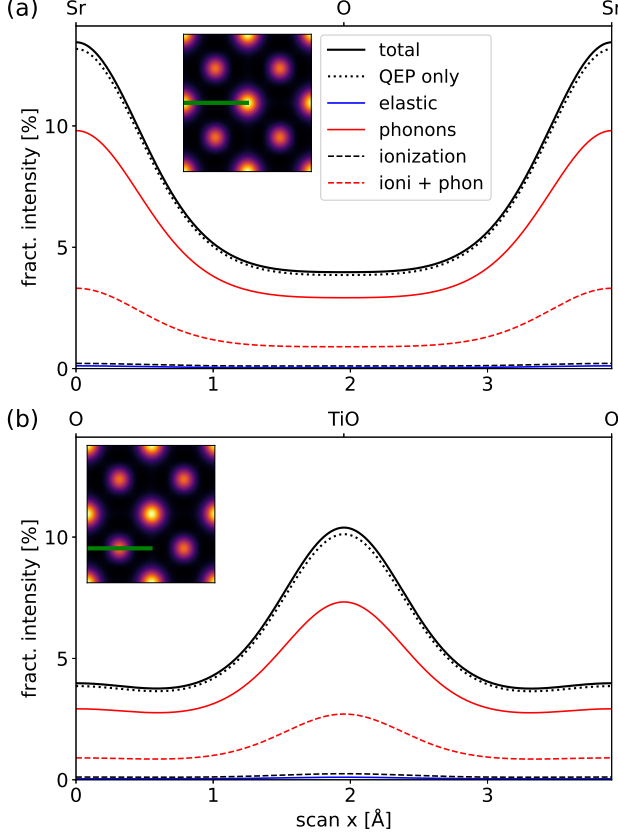 (a)
Sr O Sr
total
QEP only
elastic
phonons
ionization
ioni + phon
fract. intensity [%]
10
5
0
0 1 2 3
(b)
O TiO O
fract. intensity [%]
10
5
0
0 1 2 3
scan x [Å]